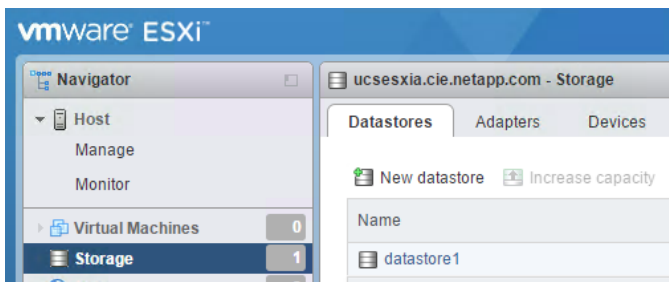 vmware ESXi™
Navigator
Host
Manage
Monitor
Virtual Machines 0
Storage 1
ucsesxia.cie.netapp.com - Storage
Datastores Adapters Devices
New datastore Increase capacity
Name
datastore1